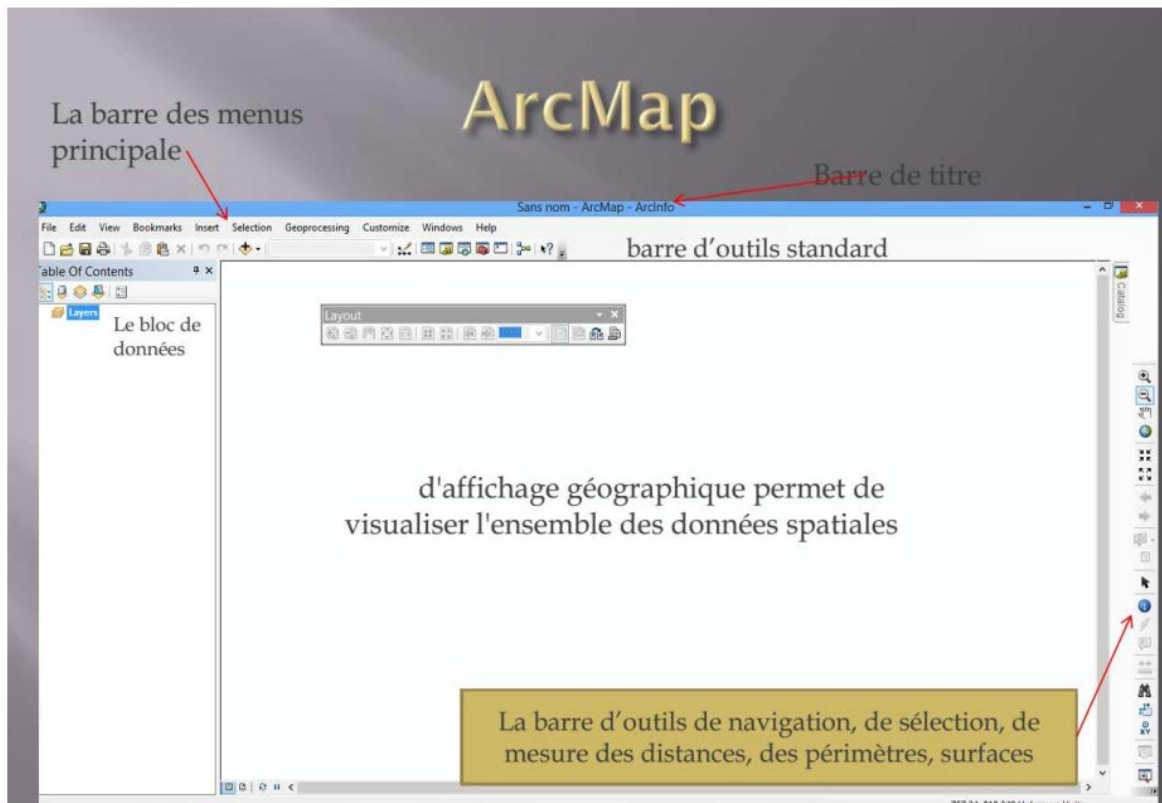 ArcMap
La barre des menus
principale
Barre de titre
Sans nom - ArcMap - ArcInfo
File Edit View Bookmarks Insert Selection Geoprocessing Customize Windows Help
barre d'outils standard
Table Of Contents
Layers
Le bloc de
données
Layout
Catalog
d'affichage géographique permet de
visualiser l'ensemble des données spatiales
La barre d'outils de navigation, de sélection, de
mesure des distances, des périmètres, surfaces